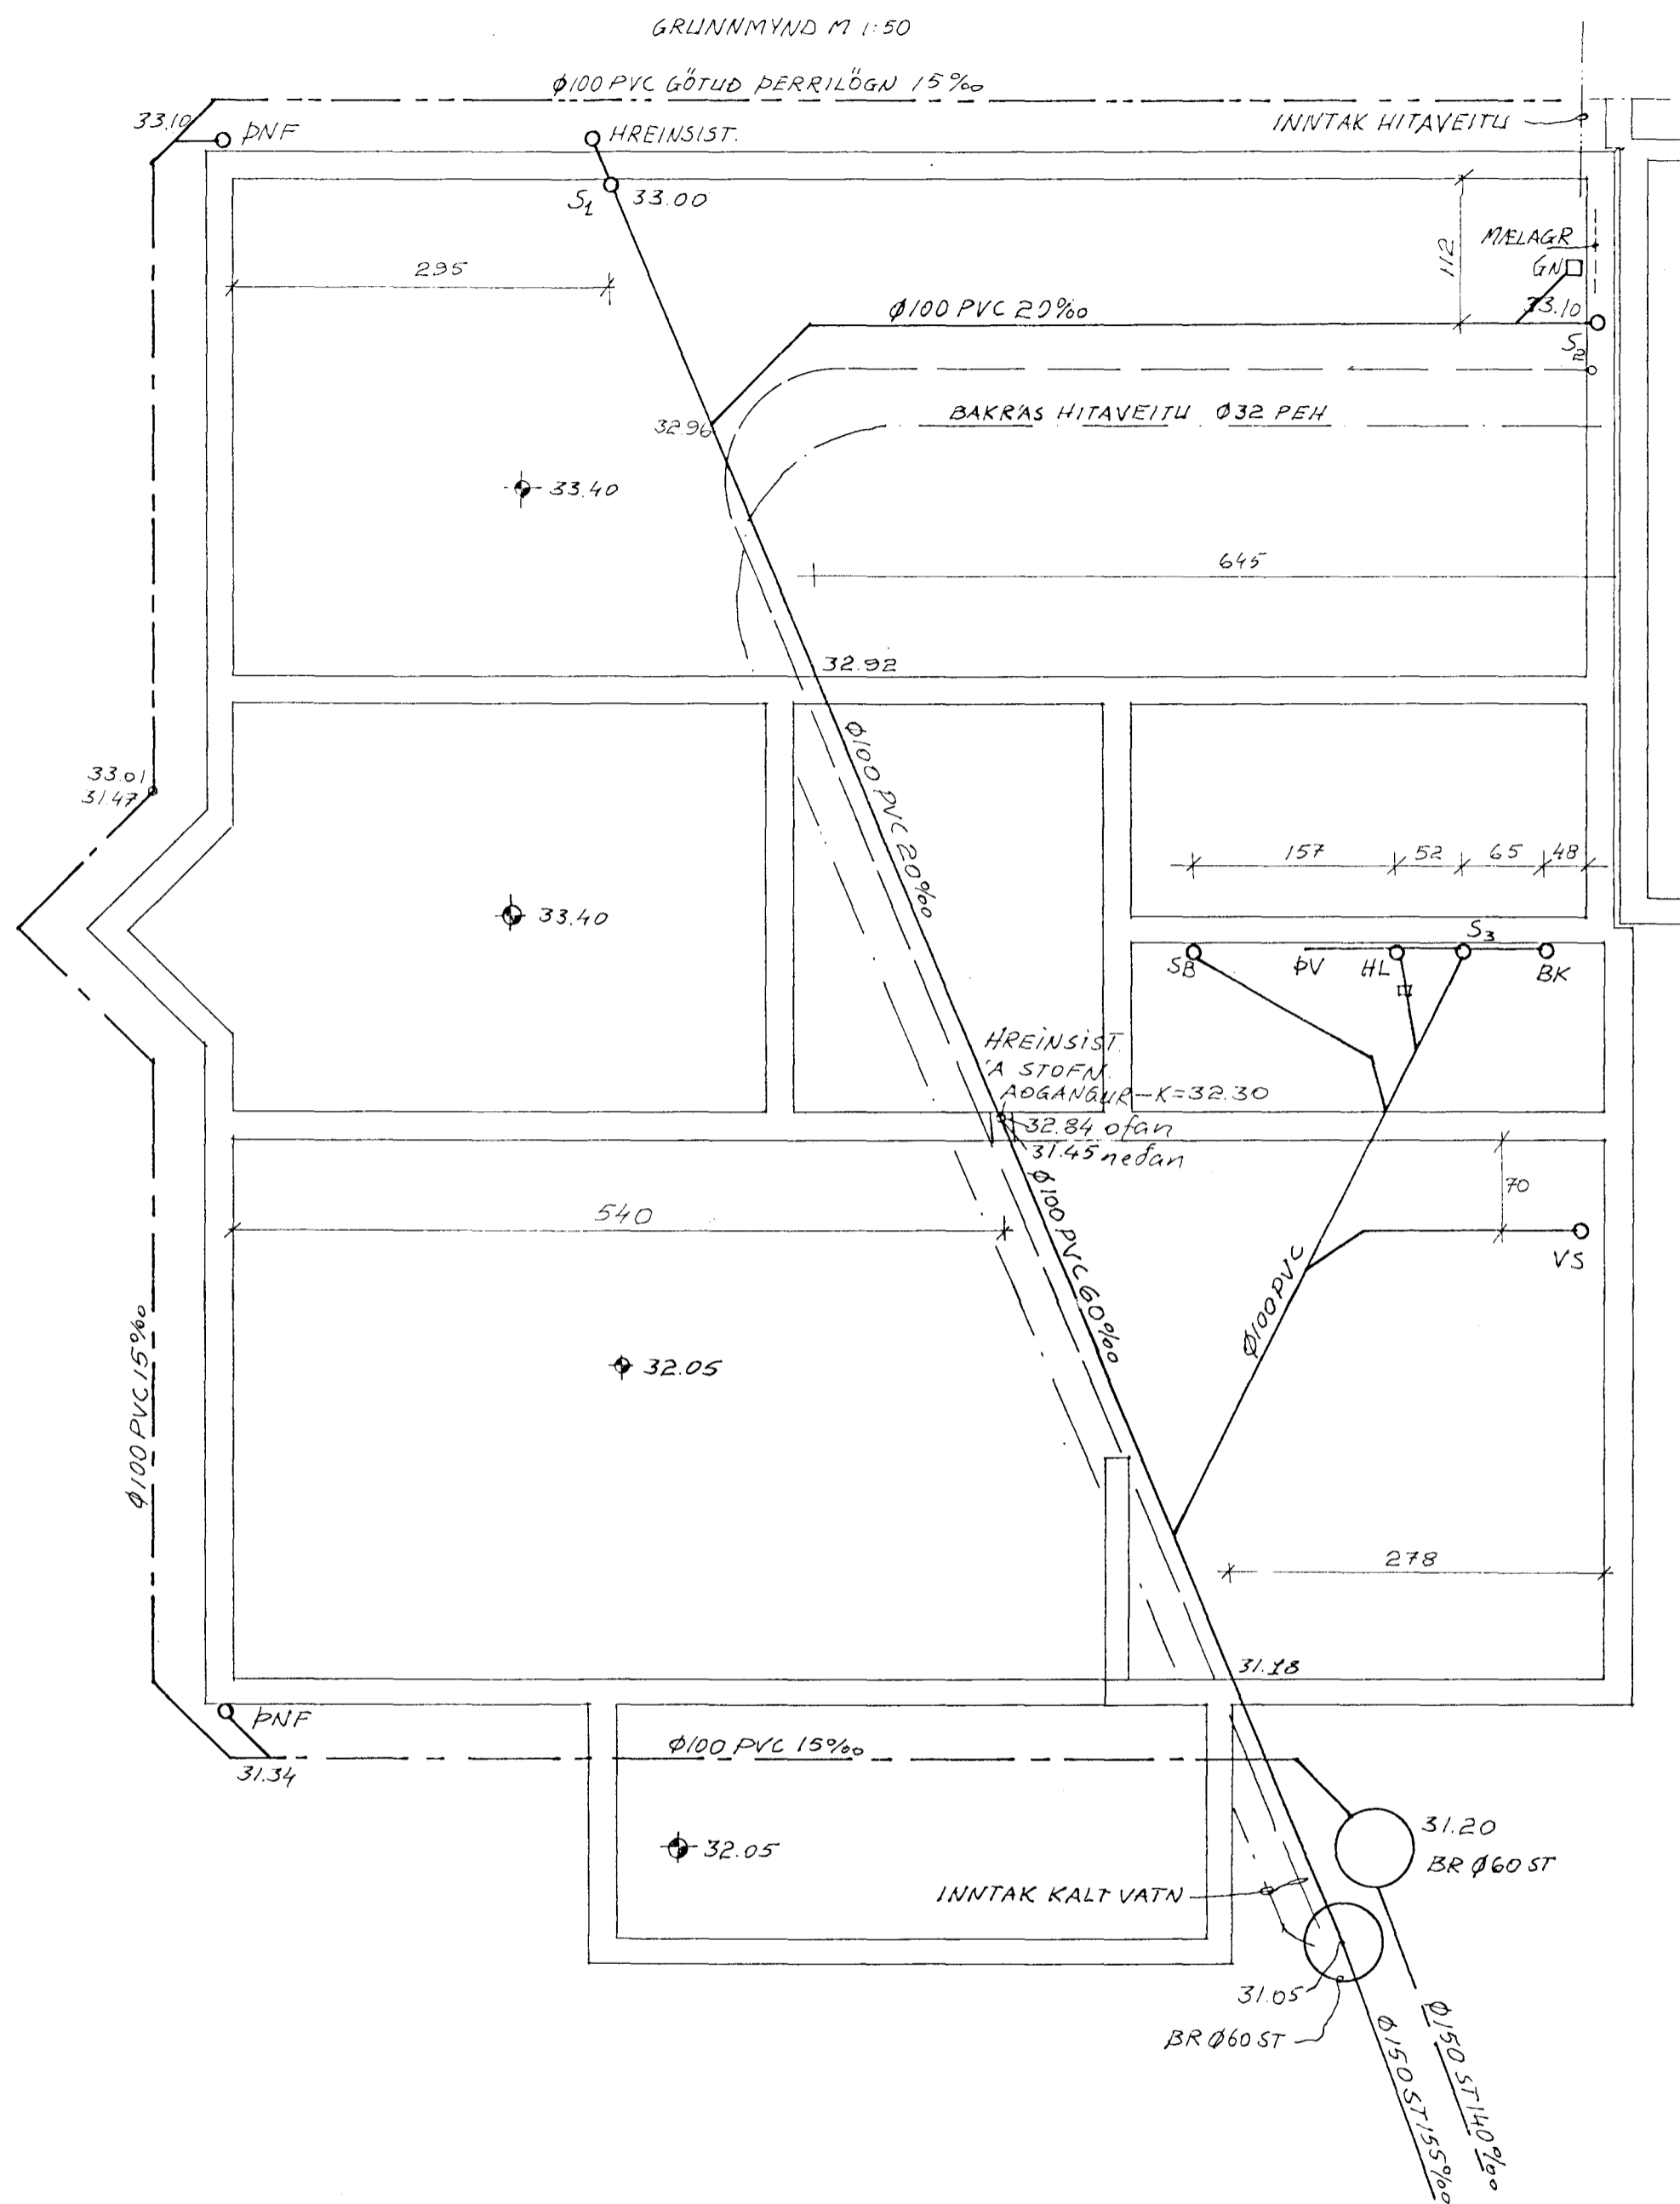 GRUNNMYND M 1:50
Ø100 PVC GÖTUÐ ÞERRILÖGN 15‰
33.10
ÞNF
HREINSIST.
INNTAK HITAVEITU
S1
33.00
295
112
MÆLAGR
GN
33.10
Ø100 PVC 20‰
S2
32.96
BAKRÁS HITAVEITU Ø32 PEH
33.40
645
32.92
Ø100 PVC 20‰
33.01
31.47
157
52
65
48
33.40
SB
ÞV
HL
S3
BK
HREINSIST.
Á STOFN.
AÐGANGUR-K=32.30
32.84 ofan
31.45 neðan
70
540
Ø100 PVC 60‰
VS
Ø100 PVC
Ø100 PVC 15‰
32.05
278
31.18
ÞNF
31.34
Ø100 PVC 15‰
32.05
31.20
BR Ø60 ST
INNTAK KALT VATN
31.05
BR Ø60 ST
Ø150 ST 155‰
Ø150 ST 140‰